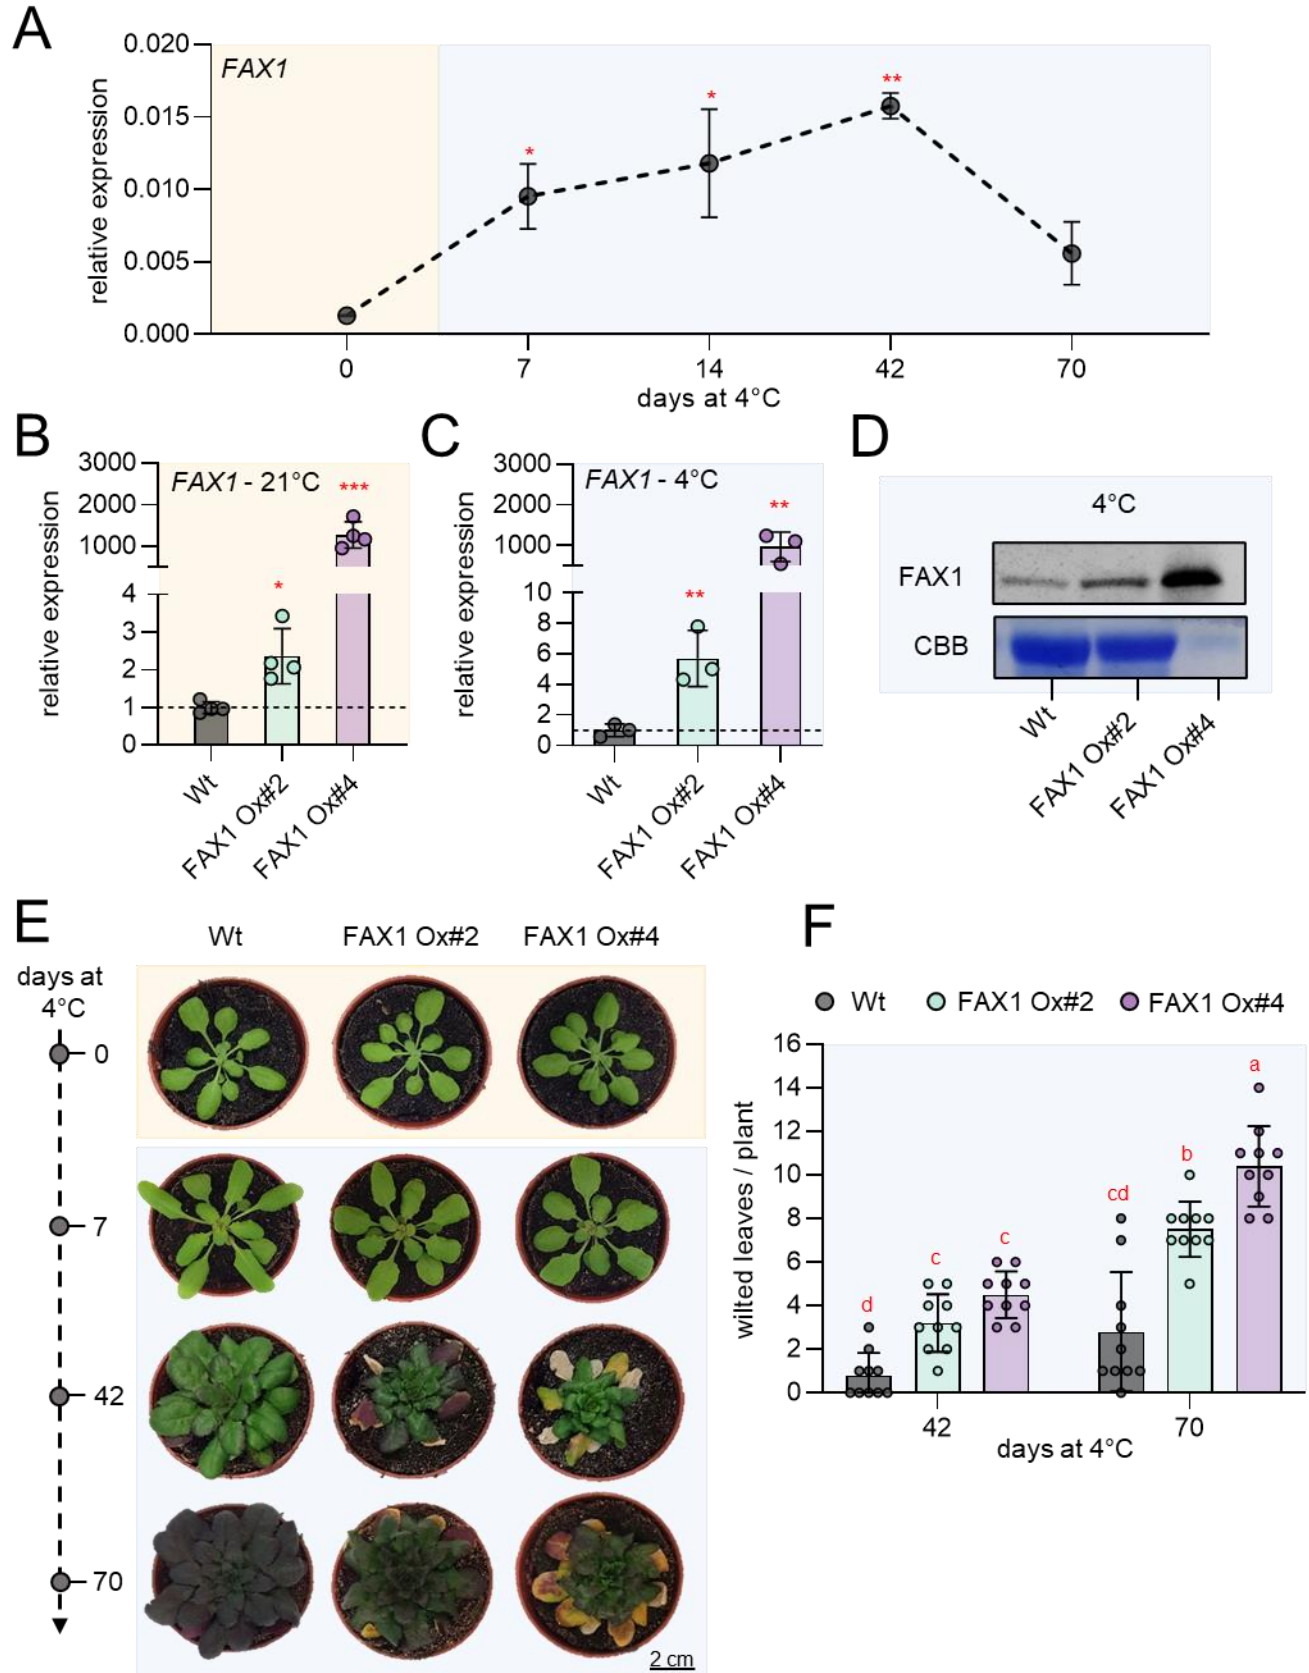 A
FAX1
relative expression
0.020
0.015
0.010
0.005
0.000
*
*
**
0
7
14
42
70
days at 4°C
B
FAX1 - 21°C
relative expression
3000
2000
1000
4
3
2
1
0
*
***
Wt
FAX1 Ox#2
FAX1 Ox#4
C
FAX1 - 4°C
relative expression
3000
2000
1000
10
8
6
4
2
0
**
**
Wt
FAX1 Ox#2
FAX1 Ox#4
D
4°C
FAX1
CBB
Wt
FAX1 Ox#2
FAX1 Ox#4
E
Wt
FAX1 Ox#2
FAX1 Ox#4
days at
4°C
0
7
42
70
2 cm
F
Wt
FAX1 Ox#2
FAX1 Ox#4
wilted leaves / plant
16
14
12
10
8
6
4
2
0
d
c
c
cd
b
a
42
70
days at 4°C